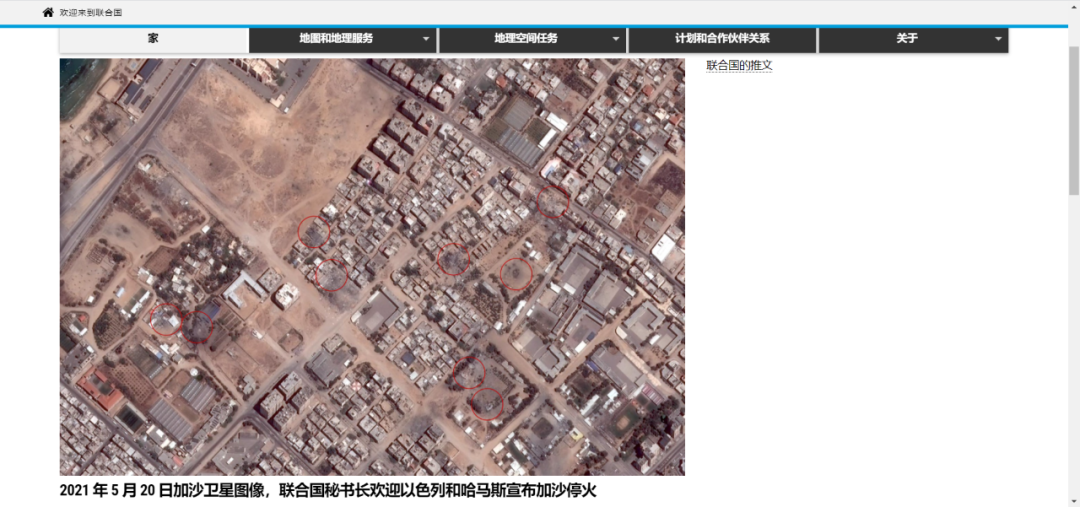 欢迎来到联合国
家
地图和地理服务
地理空间任务
计划和合作伙伴关系
关于
联合国的推文
2021 年 5 月 20 日加沙卫星图像，联合国秘书长欢迎以色列和哈马斯宣布加沙停火